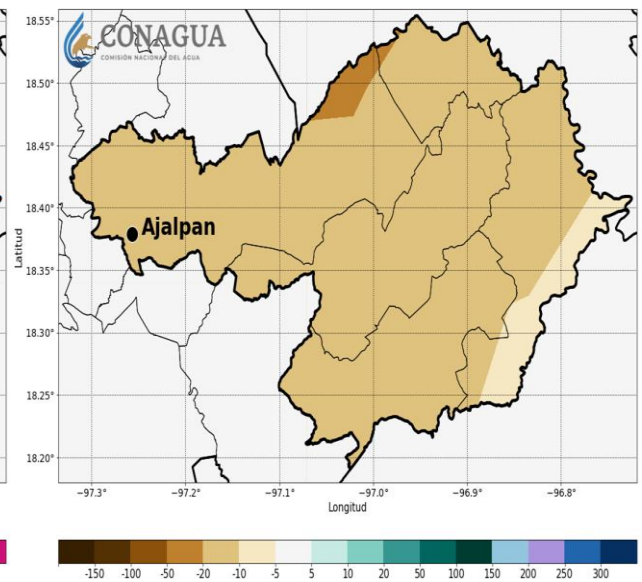 CONAGUA
COMISIÓN NACIONAL DEL AGUA
Ajalpan
Latitud
18.55°
18.50°
18.45°
18.40°
18.35°
18.30°
18.25°
18.20°
−97.3° −97.2° −97.1° −97.0° −96.9° −96.8°
Longitud
-150 -100 -50 -20 -10 -5 5 10 20 50 100 150 200 250 300